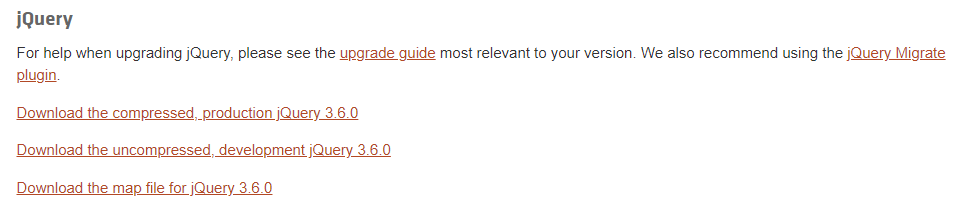 jQuery
For help when upgrading jQuery, please see the upgrade guide most relevant to your version. We also recommend using the jQuery Migrate
plugin.
Download the compressed, production jQuery 3.6.0
Download the uncompressed, development jQuery 3.6.0
Download the map file for jQuery 3.6.0